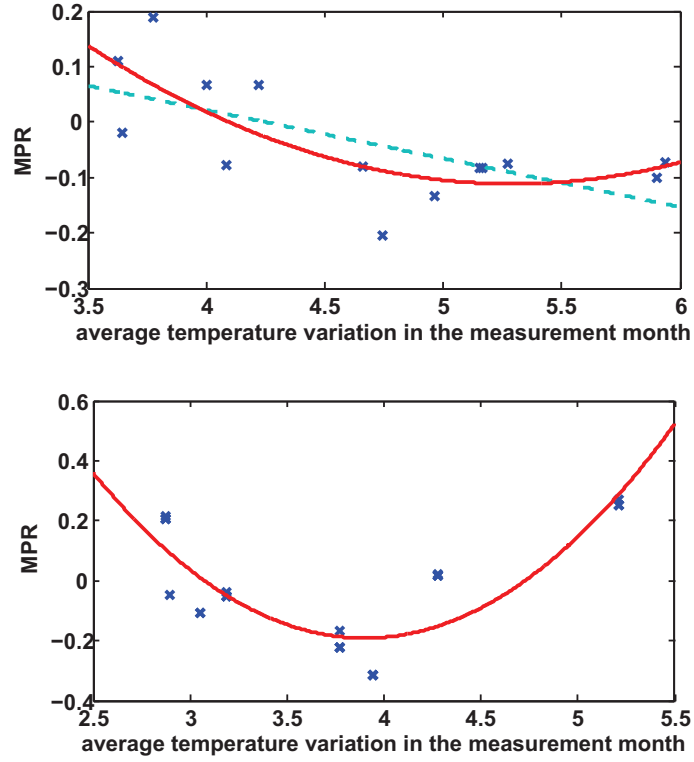 0.2
0.1
0
−0.1
−0.2
−0.3
MPR
3.5 4 4.5 5 5.5 6
average temperature variation in the measurement month
0.6
0.4
0.2
0
−0.2
−0.4
MPR
2.5 3 3.5 4 4.5 5 5.5
average temperature variation in the measurement month